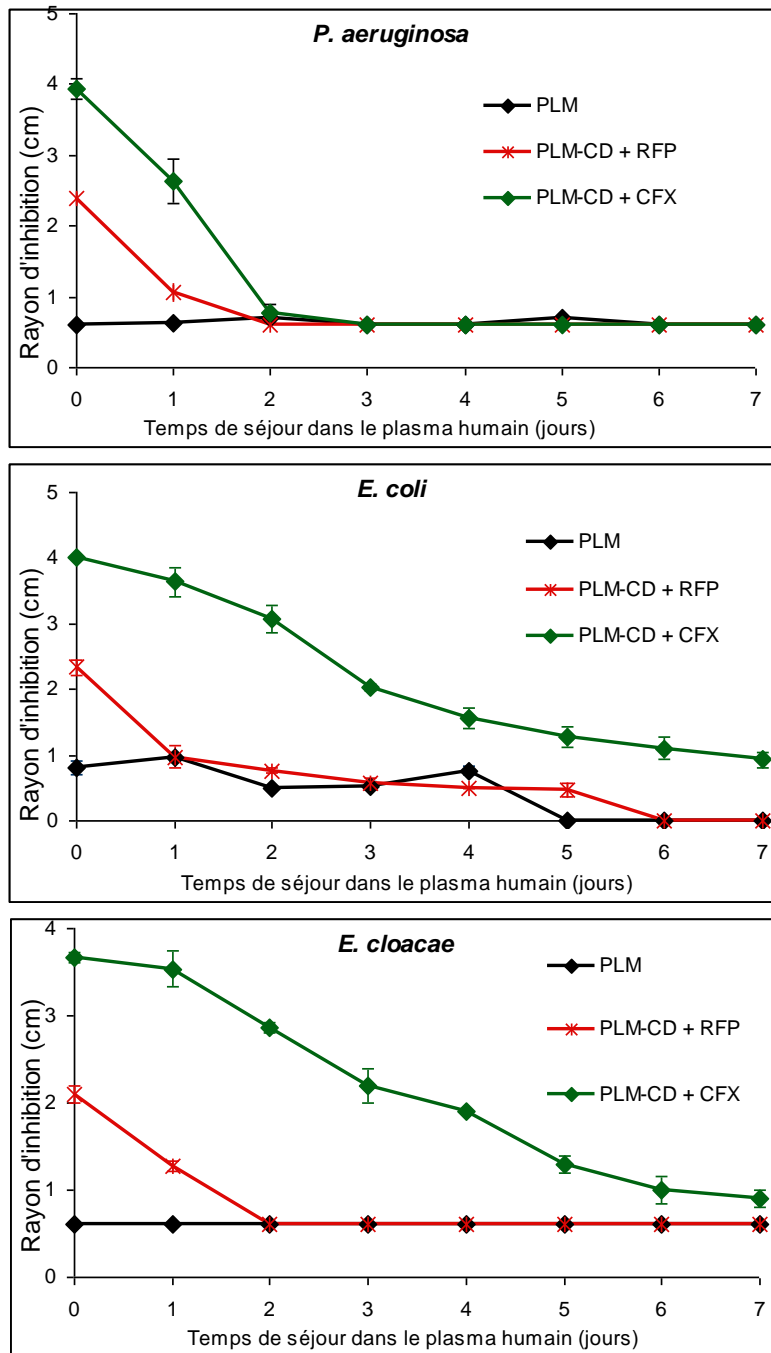 P. aeruginosa
5
4
3
2
1
0
Rayon d'inhibition (cm)
PLM
PLM-CD + RFP
PLM-CD + CFX
0 1 2 3 4 5 6 7
Temps de séjour dans le plasma humain (jours)
E. coli
5
4
3
2
1
0
Rayon d'inhibition (cm)
PLM
PLM-CD + RFP
PLM-CD + CFX
0 1 2 3 4 5 6 7
Temps de séjour dans le plasma humain (jours)
E. cloacae
4
3
2
1
0
Rayon d'inhibition (cm)
PLM
PLM-CD + RFP
PLM-CD + CFX
0 1 2 3 4 5 6 7
Temps de séjour dans le plasma humain (jours)